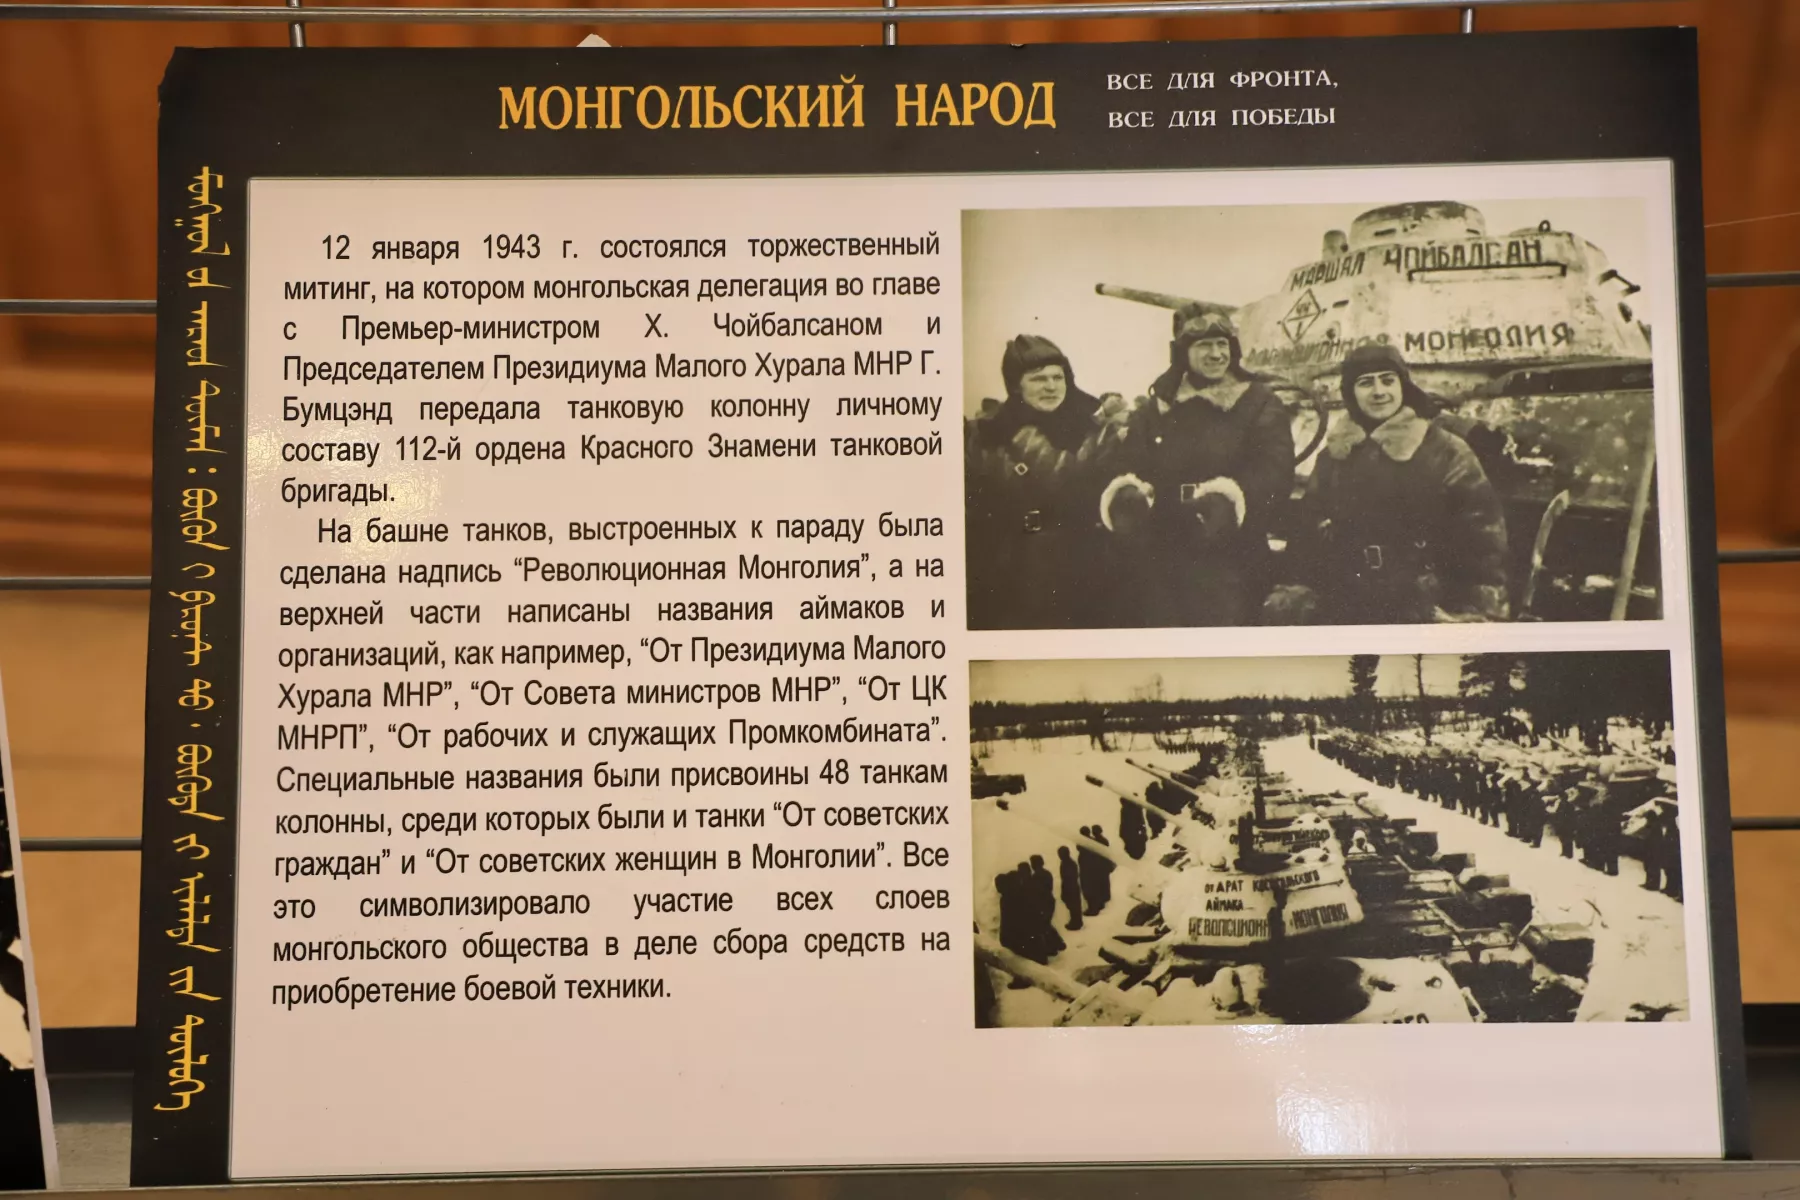 МОНГОЛЬСКИЙ НАРОД
ВСЕ ДЛЯ ФРОНТА,
ВСЕ ДЛЯ ПОБЕДЫ
12 января 1943 г. состоялся торжественный
митинг, на котором монгольская делегация во главе
с Премьер-министром Х. Чойбалсаном и
Председателем Президиума Малого Хурала МНР Г.
Бумцэнд передала танковую колонну личному
составу 112-й ордена Красного Знамени танковой
бригады.
На башне танков, выстроенных к параду была
сделана надпись “Революционная Монголия”, а на
верхней части написаны названия аймаков и
организаций, как например, “От Президиума Малого
Хурала МНР”, “От Совета министров МНР”, “От ЦК
МНРП”, “От рабочих и служащих Промкомбината”.
Специальные названия были присвоины 48 танкам
колонны, среди которых были и танки “От советских
граждан” и “От советских женщин в Монголии”. Все
это символизировало участие всех слоев
монгольского общества в деле сбора средств на
приобретение боевой техники.
МАРШАЛ ЧОЙБАЛСАН
МОНГОЛИЯ
от АРАТ
АЙМАКА
МОНГОЛИЯ